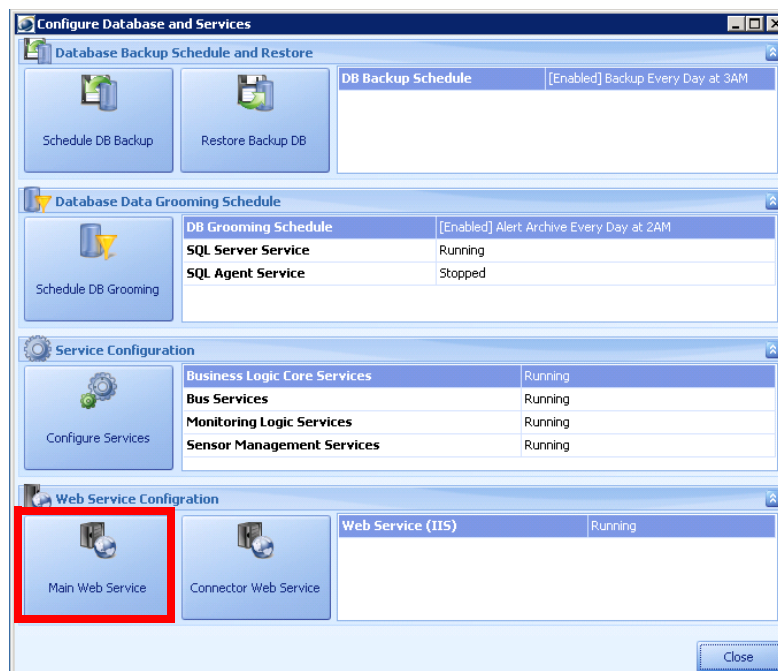 Configure Database and Services
Database Backup Schedule and Restore
Schedule DB Backup
Restore Backup DB
DB Backup Schedule [Enabled] Backup Every Day at 3AM
Database Data Grooming Schedule
Schedule DB Grooming
DB Grooming Schedule [Enabled] Alert Archive Every Day at 2AM
SQL Server Service Running
SQL Agent Service Stopped
Service Configuration
Configure Services
Business Logic Core Services Running
Bus Services Running
Monitoring Logic Services Running
Sensor Management Services Running
Web Service Configration
Main Web Service
Connector Web Service
Web Service (IIS) Running
Close